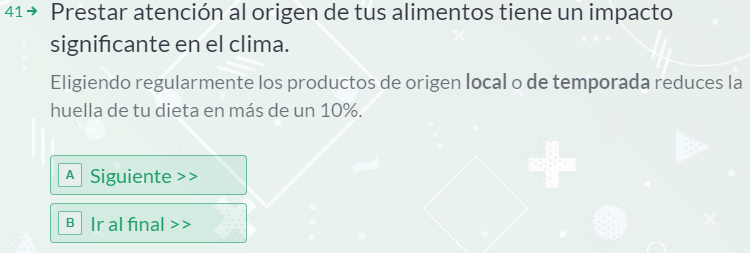 41→ Prestar atención al origen de tus alimentos tiene un impacto
significante en el clima.
Eligiendo regularmente los productos de origen local o de temporada reduces la
huella de tu dieta en más de un 10%.
A Siguiente >>
B Ir al final >>